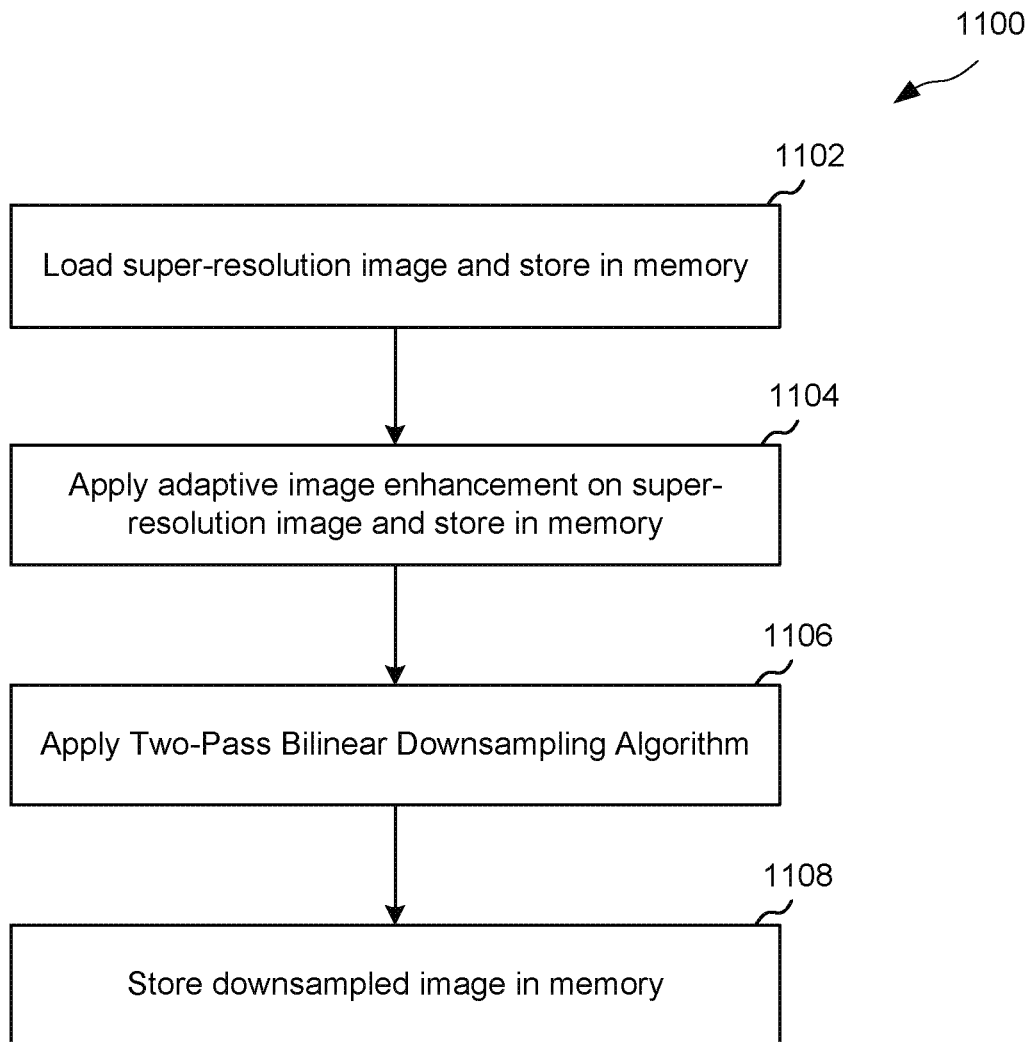 1100
1102
Load super-resolution image and store in memory
1104
Apply adaptive image enhancement on super-
resolution image and store in memory
1106
Apply Two-Pass Bilinear Downsampling Algorithm
1108
Store downsampled image in memory